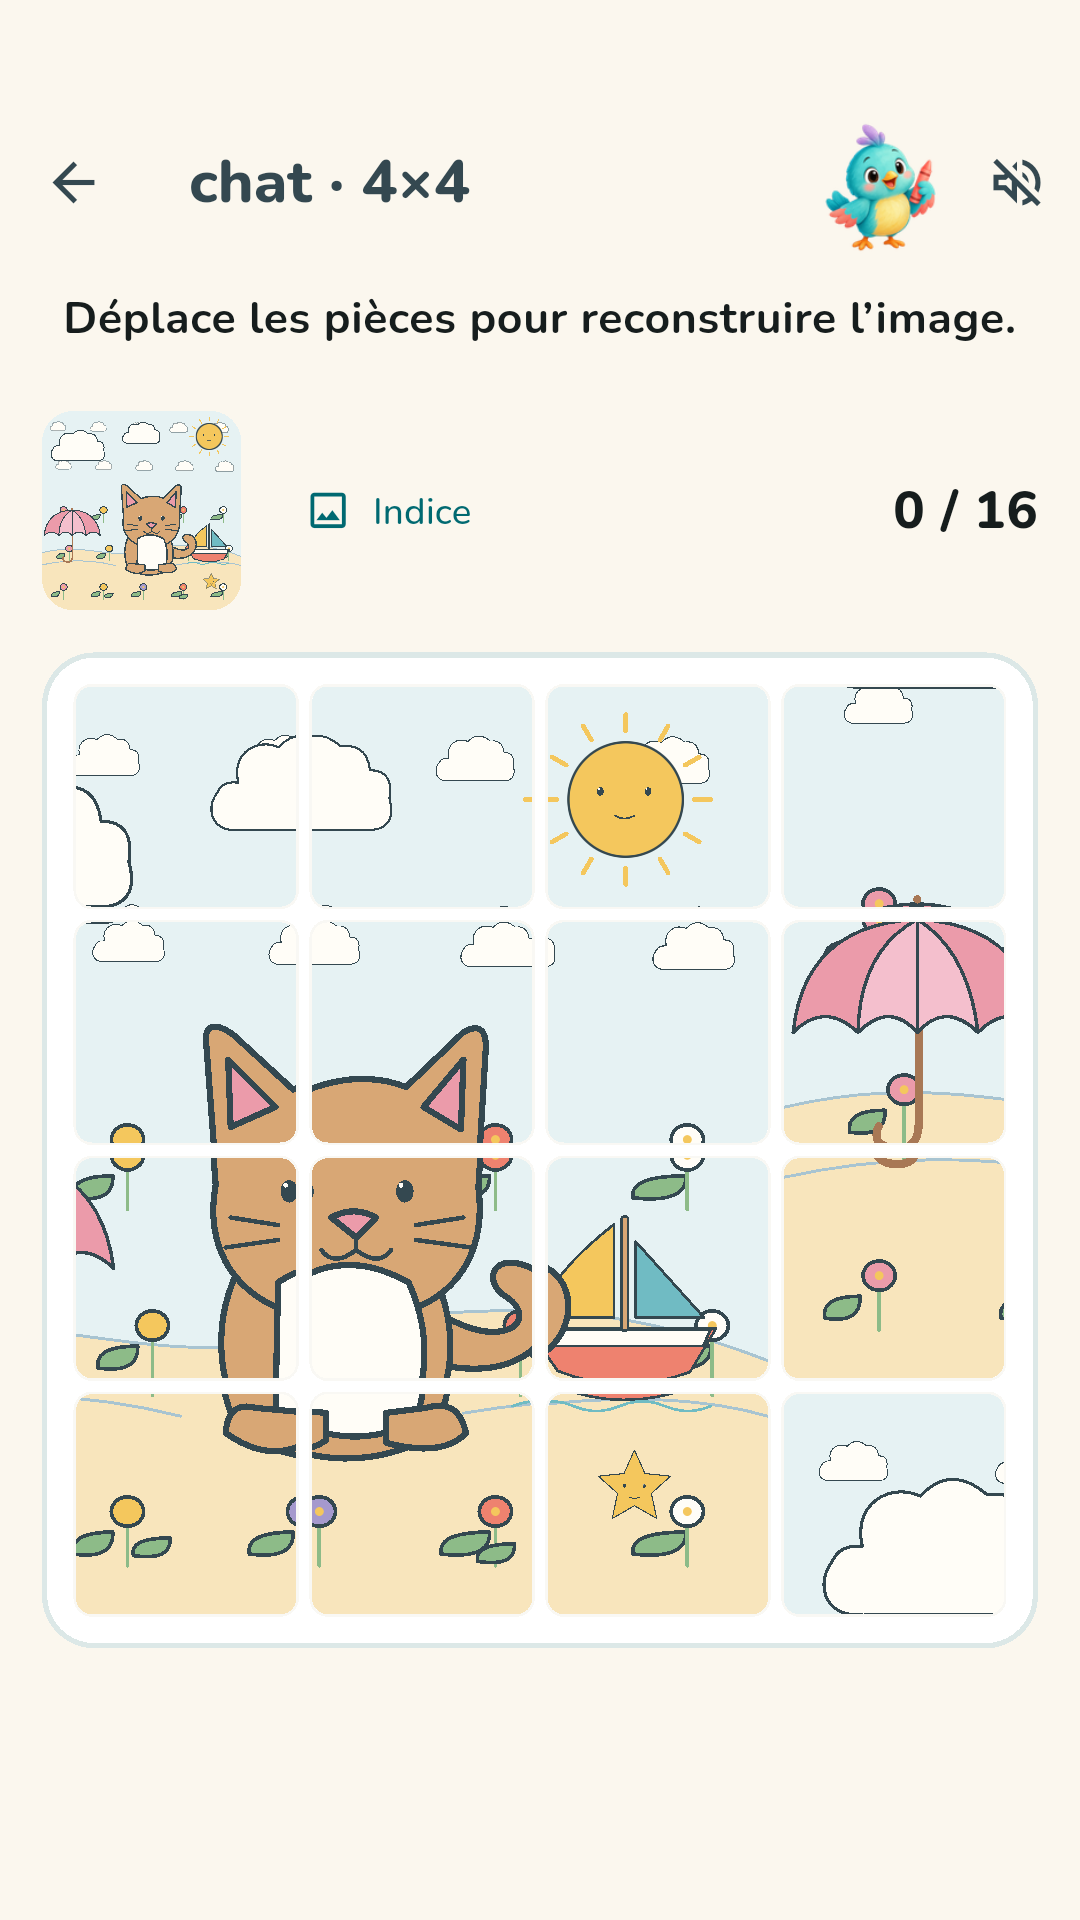 chat · 4×4
Déplace les pièces pour reconstruire l’image.
Indice
0 / 16